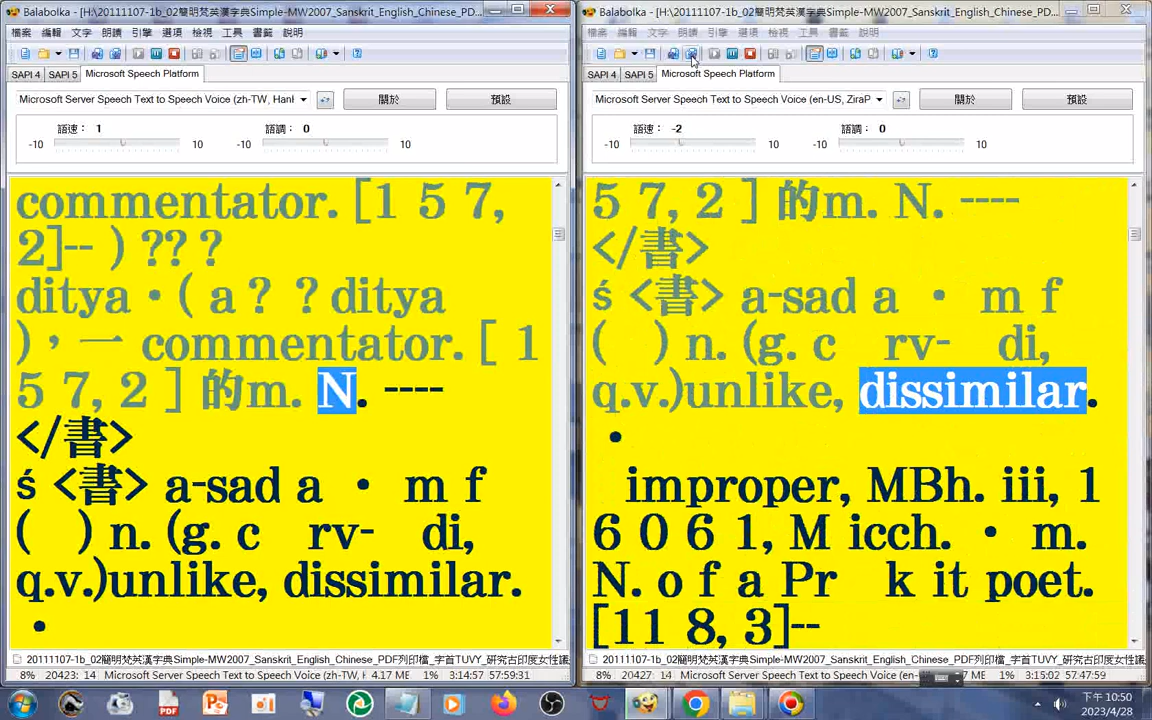 Balabolka - [H:\20111107-1b_02簡明梵英漢字典Simple-MW2007_Sanskrit_English_Chinese_PD...
檔案 編輯 文字 朗讀 引擎 選項 檢視 工具 書籤 說明
SAPI 4 SAPI 5 Microsoft Speech Platform
Microsoft Server Speech Text to Speech Voice (zh-TW, Hanl
關於
預設
語速： 1
語調： 0
-10 10 -10 10
commentator. [1 5 7,
2]-- ) ?? ?
ditya •( a ? ? ditya
)，一 commentator. [ 1
5 7, 2 ] 的m. N. ----
</書>
ś <書> a-sad a • m f
( ) n. (g. c rv- di,
q.v.)unlike, dissimilar.
•
20111107-1b_02簡明梵英漢字典Simple-MW2007_Sanskrit_English_Chinese_PDF列印檔_字首TUVY_研究古印度女性議
8% 20423: 14 Microsoft Server Speech Text to Speech Voice (zh-TW, H 4.17 ME 1% 3:14:57 57:59:31
Balabolka - [H:\20111107-1b_02簡明梵英漢字典Simple-MW2007_Sanskrit_English_Chinese_PD...
檔案 編輯 文字 朗讀 引擎 選項 檢視 工具 書籤 說明
SAPI 4 SAPI 5 Microsoft Speech Platform
Microsoft Server Speech Text to Speech Voice (en-US, ZiraP
關於
預設
語速： -2
語調： 0
-10 10 -10 10
5 7, 2 ] 的m. N. ----
</書>
ś <書> a-sad a • m f
( ) n. (g. c rv- di,
q.v.)unlike, dissimilar.
•
improper, MBh. iii, 1
6 0 6 1, M icch. • m.
N. o f a Pr k it poet.
[11 8, 3]--
20111107-1b_02簡明梵英漢字典Simple-MW2007_Sanskrit_English_Chinese_PDF列印檔_字首TUVY_研究古印度女性議
8% 20427: 14 Microsoft Server Speech Text to Speech Voice (en-US, 1% 3:15:02 57:47:59
下午 10:50
2023/4/28